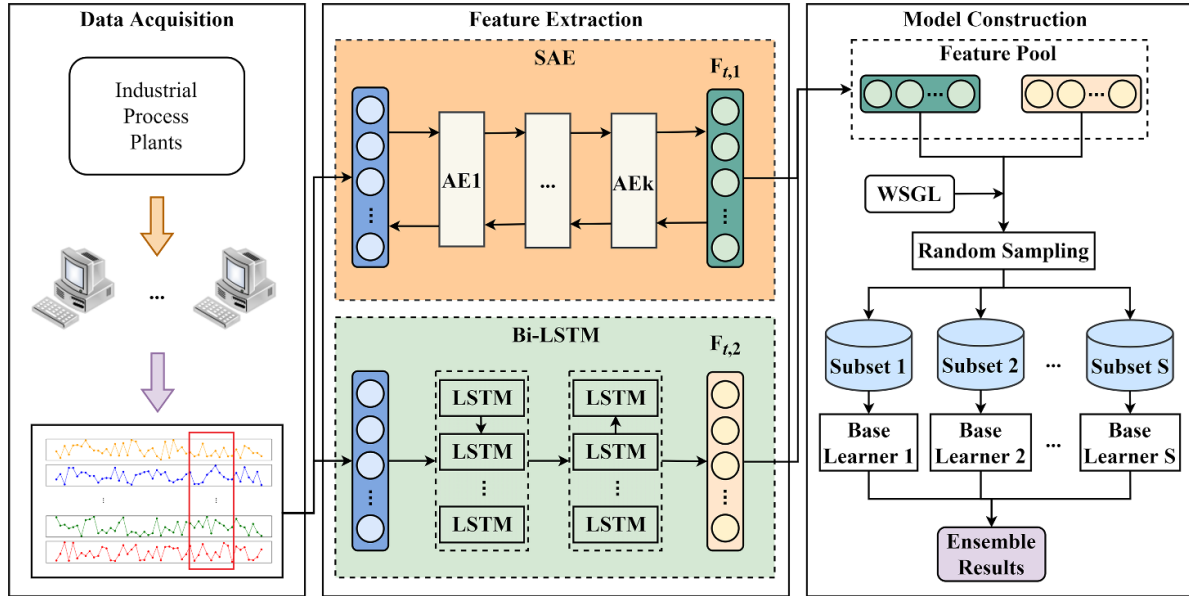 Data Acquisition
Industrial
Process
Plants
...
⋮
⋮
Feature Extraction
SAE
F_{t,1}
AE1
...
AEk
Bi-LSTM
F_{t,2}
LSTM
LSTM
LSTM
LSTM
LSTM
LSTM
Model Construction
Feature Pool
WSGL
Random Sampling
Subset 1
Subset 2
...
Subset S
Base
Learner 1
Base
Learner 2
...
Base
Learner S
Ensemble
Results